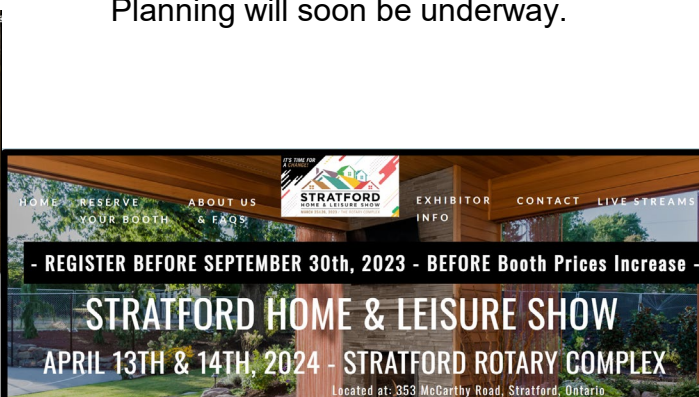 Planning will soon be underway.
IT'S TIME FOR
A CHANGE!
STRATFORD
HOME & LEISURE SHOW
HOME
RESERVE
YOUR BOOTH
ABOUT US
& FAQS
EXHIBITOR
INFO
CONTACT
LIVE STREAMS
- REGISTER BEFORE SEPTEMBER 30th, 2023 - BEFORE Booth Prices Increase -
STRATFORD HOME & LEISURE SHOW
APRIL 13TH & 14TH, 2024 - STRATFORD ROTARY COMPLEX
Located at: 353 McCarthy Road, Stratford, Ontario